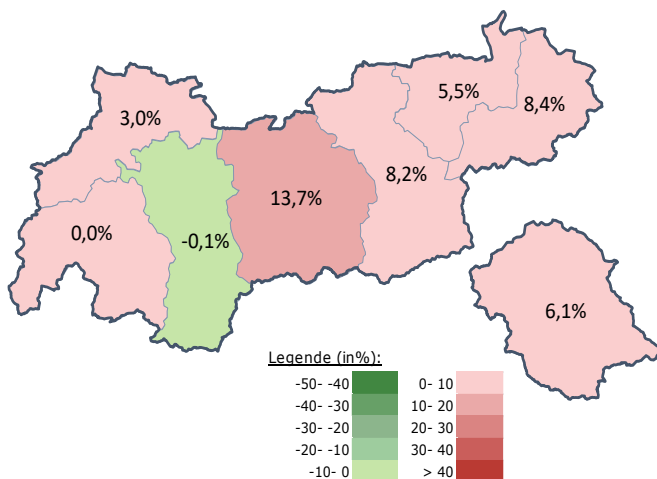 5,5%
8,4%
3,0%
8,2%
13,7%
0,0%
-0,1%
6,1%
Legende (in%):
-50- -40 0- 10
-40- -30 10- 20
-30- -20 20- 30
-20- -10 30- 40
-10- 0 > 40